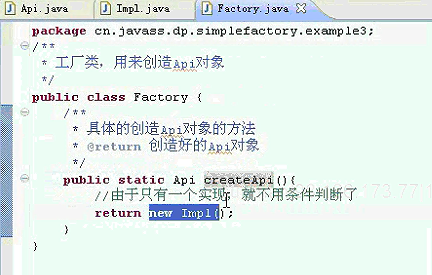 Api.java Impl.java Factory.java
package cn.javass.dp.simplefactory.example3;
/**
 * 工厂类，用来创造Api对象
 */
public class Factory {
/**
 * 具体的创造Api对象的方法
 * @return 创造好的Api对象
 */
public static Api createApi(){
//由于只有一个实现，就不用条件判断了
return new Impl();
}
}